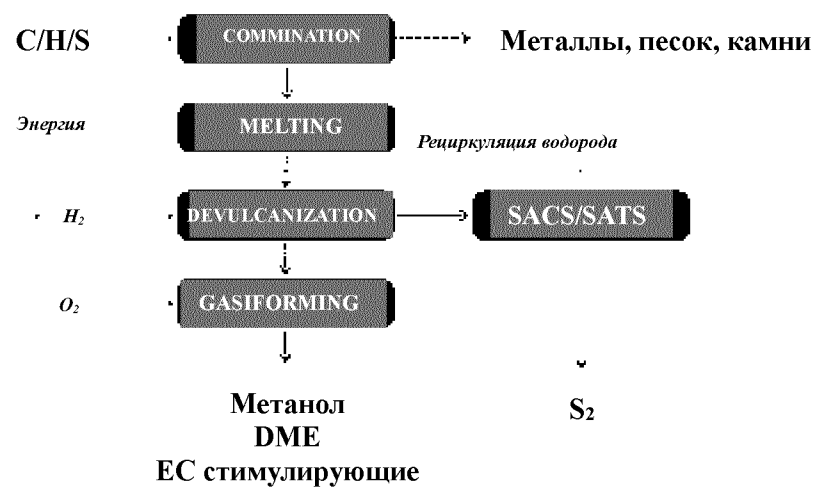 C/H/S
COMMINATION
Металлы, песок, камни
Энергия
MELTING
Рециркуляция водорода
H₂
DEVULCANIZATION
SACS/SATS
O₂
GASIFORMING
Метанол
DME
ЕС стимулирующие
S₂